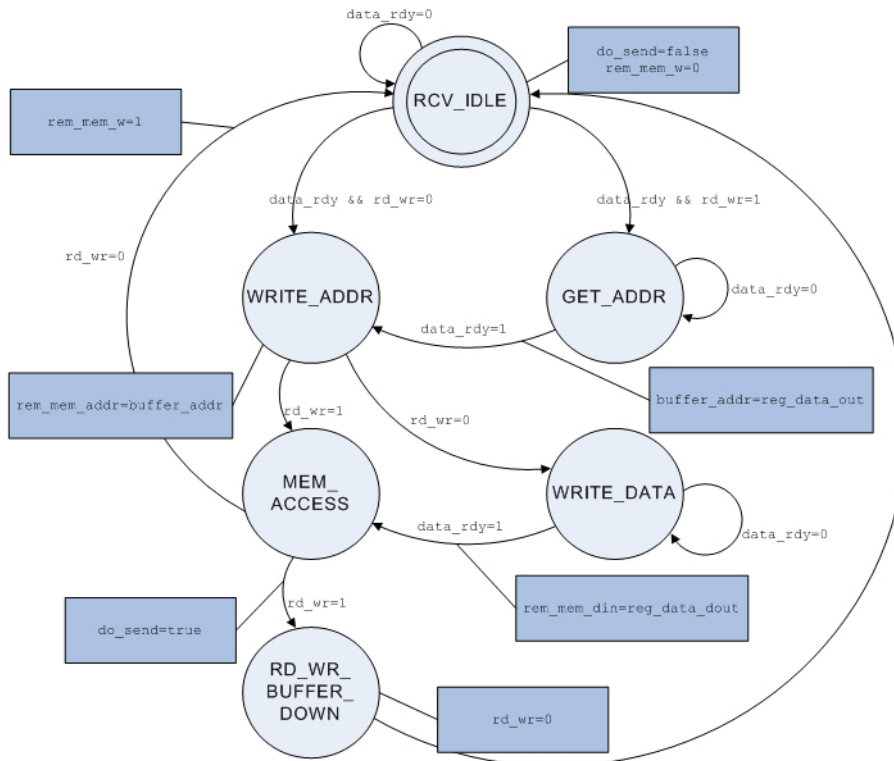 data_rdy=0
do_send=false
rem_mem_w=0
RCV_IDLE
rem_mem_w=1
data_rdy && rd_wr=0
data_rdy && rd_wr=1
rd_wr=0
WRITE_ADDR
GET_ADDR
data_rdy=0
data_rdy=1
rem_mem_addr=buffer_addr
buffer_addr=reg_data_out
rd_wr=1
rd_wr=0
MEM_
ACCESS
WRITE_DATA
data_rdy=1
data_rdy=0
rd_wr=1
rem_mem_din=reg_data_dout
do_send=true
RD_WR_
BUFFER_
DOWN
rd_wr=0